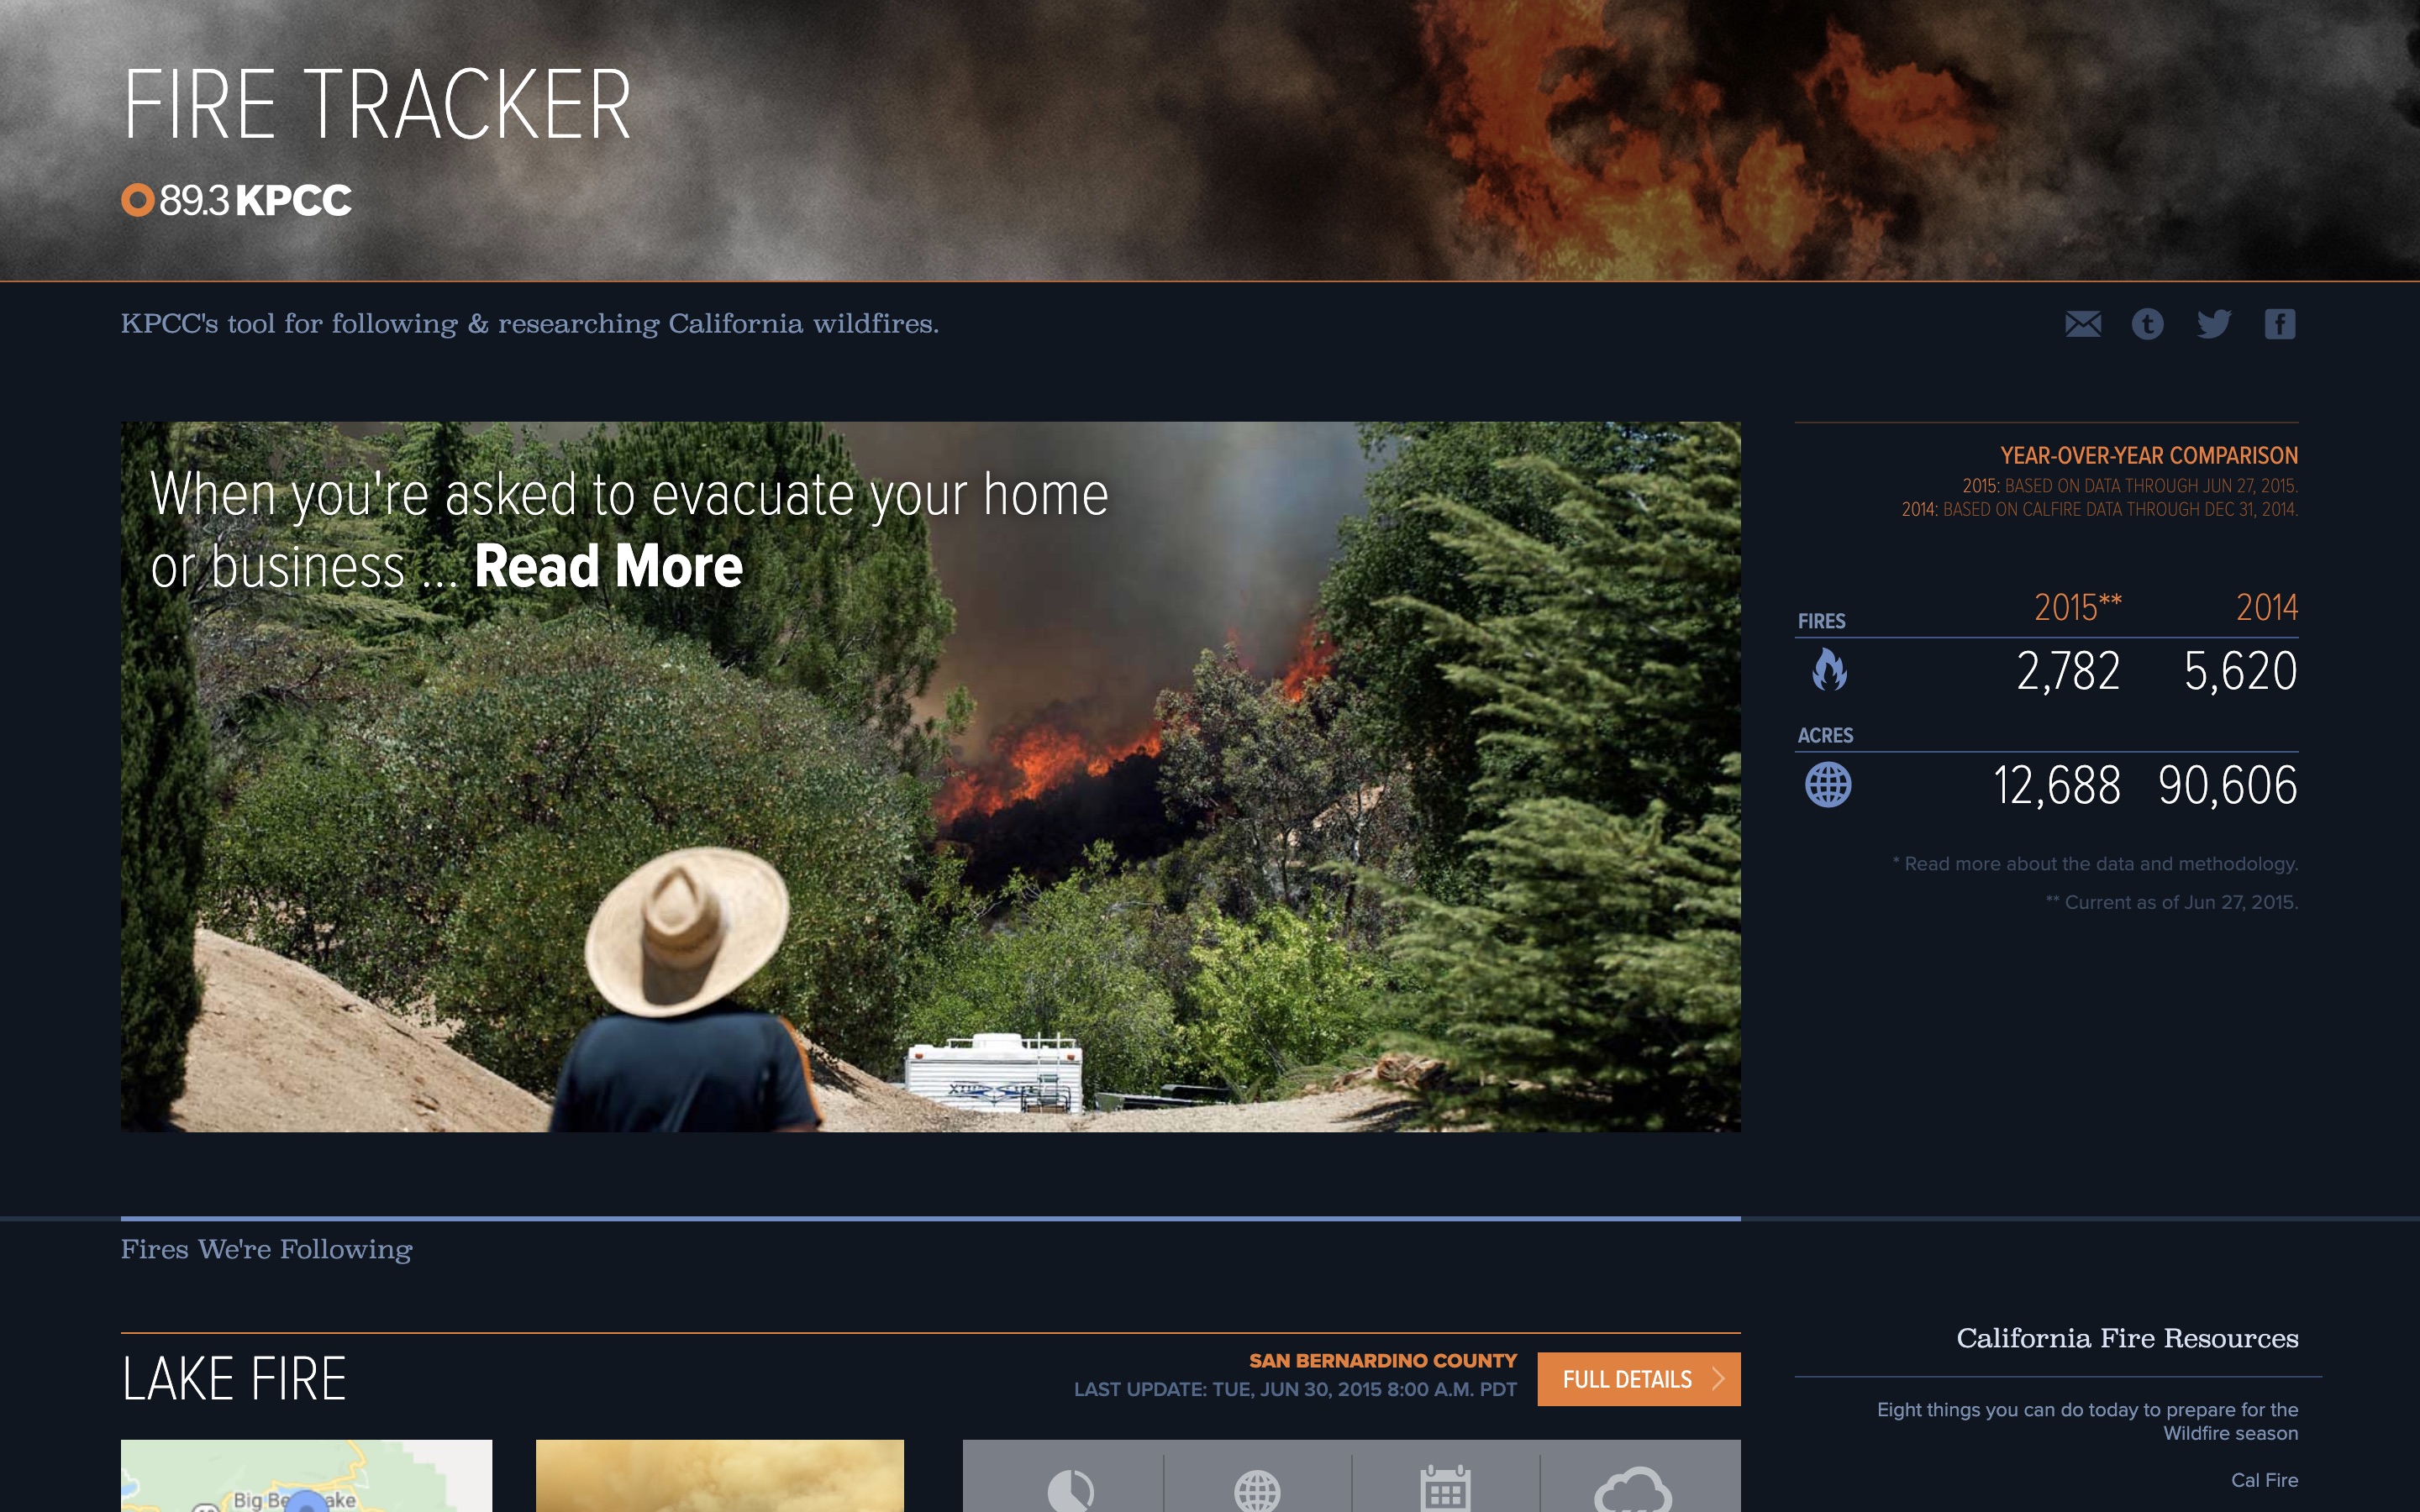 FIRE TRACKER
89.3 KPCC
KPCC's tool for following & researching California wildfires.
When you're asked to evacuate your home
or business ... Read More
YEAR-OVER-YEAR COMPARISON
2015: BASED ON DATA THROUGH JUN 27, 2015.
2014: BASED ON CALFIRE DATA THROUGH DEC 31, 2014.
FIRES 2015** 2014
2,782 5,620
ACRES
12,688 90,606
* Read more about the data and methodology.
** Current as of Jun 27, 2015.
Fires We're Following
LAKE FIRE
SAN BERNARDINO COUNTY
LAST UPDATE: TUE, JUN 30, 2015 8:00 A.M. PDT
FULL DETAILS
California Fire Resources
Eight things you can do today to prepare for the
Wildfire season
Cal Fire